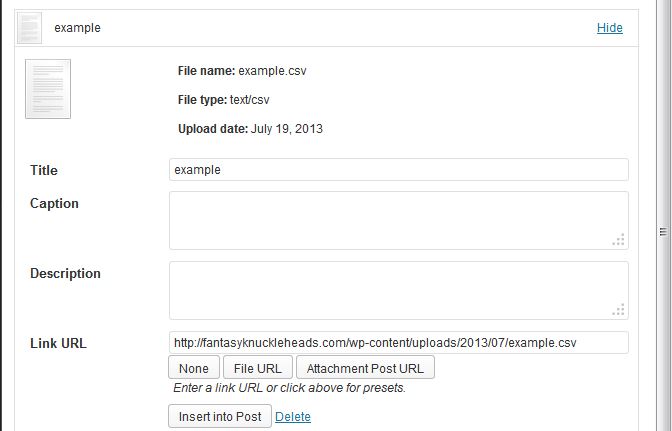 example Hide
File name: example.csv
File type: text/csv
Upload date: July 19, 2013
Title example
Caption
Description
Link URL http://fantasyknuckleheads.com/wp-content/uploads/2013/07/example.csv
None File URL Attachment Post URL
Enter a link URL or click above for presets.
Insert into Post Delete